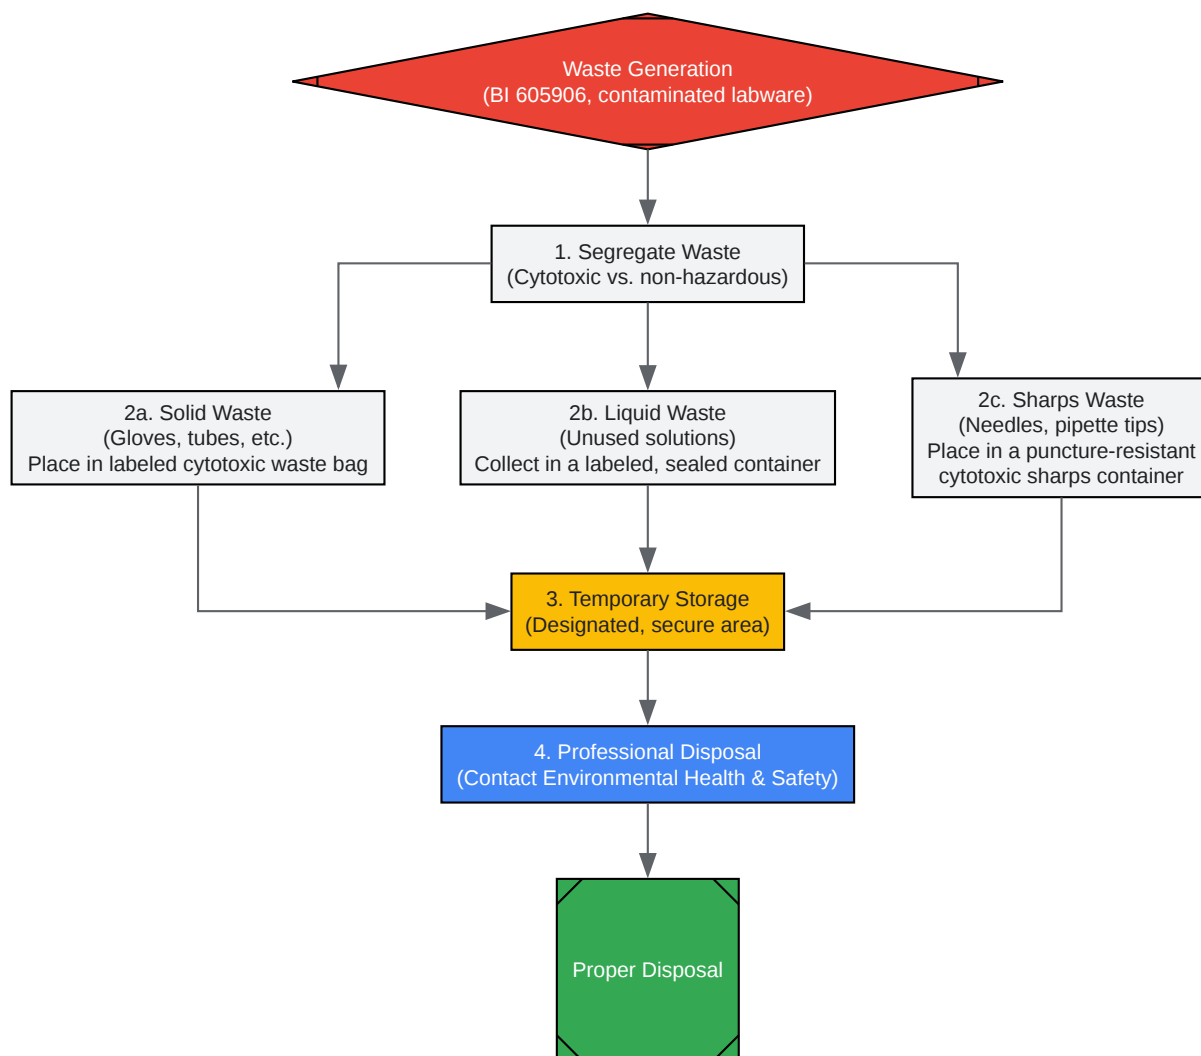 Waste Generation
(BI 605906, contaminated labware)
1. Segregate Waste
(Cytotoxic vs. non-hazardous)
2a. Solid Waste
(Gloves, tubes, etc.)
Place in labeled cytotoxic waste bag
2b. Liquid Waste
(Unused solutions)
Collect in a labeled, sealed container
2c. Sharps Waste
(Needles, pipette tips)
Place in a puncture-resistant
cytotoxic sharps container
3. Temporary Storage
(Designated, secure area)
4. Professional Disposal
(Contact Environmental Health & Safety)
Proper Disposal